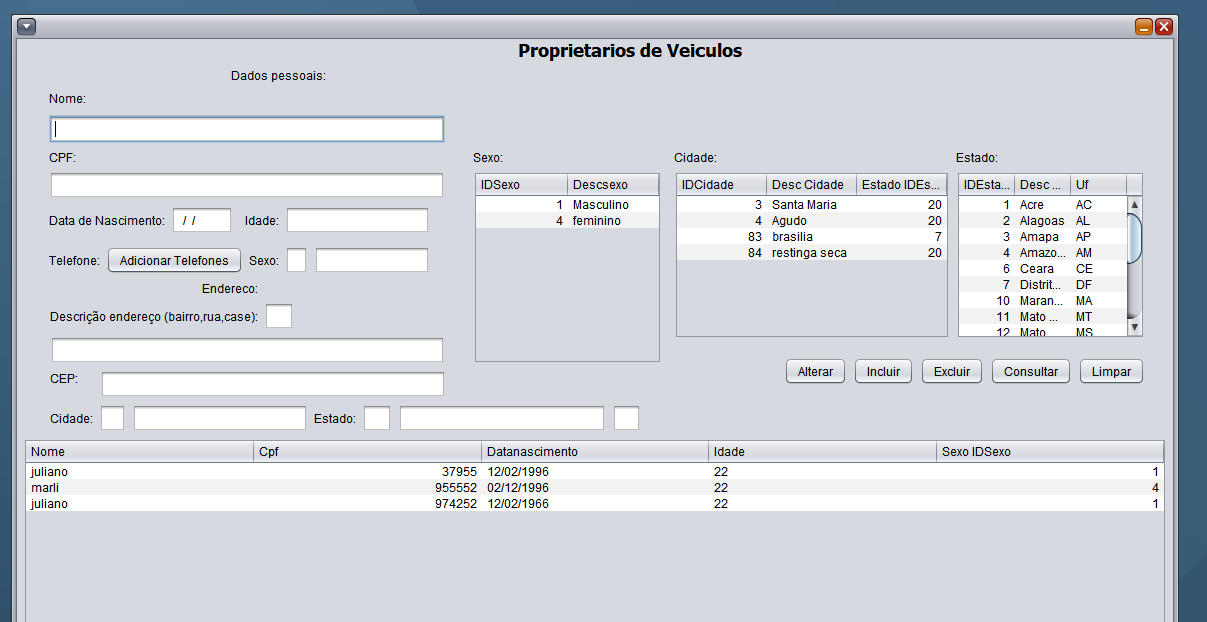 Proprietarios de Veiculos
Dados pessoais:
Nome:
CPF:
Data de Nascimento: / / Idade:
Telefone: Adicionar Telefones Sexo:
Endereco:
Descrição endereço (bairro,rua,case):
CEP:
Cidade: Estado:
Sexo:
IDSexo Descsexo
1 Masculino
4 feminino
Cidade:
IDCidade Desc Cidade Estado IDEs...
3 Santa Maria 20
4 Agudo 20
83 brasilia 7
84 restinga seca 20
Estado:
IDEsta... Desc ... Uf
1 Acre AC
2 Alagoas AL
3 Amapa AP
4 Amazo... AM
6 Ceara CE
7 Distrit... DF
10 Maran... MA
11 Mato ... MT
12 Mato MS
Alterar Incluir Excluir Consultar Limpar
Nome Cpf Datanascimento Idade Sexo IDSexo
juliano 37955 12/02/1996 22 1
marli 955552 02/12/1996 22 4
juliano 974252 12/02/1966 22 1